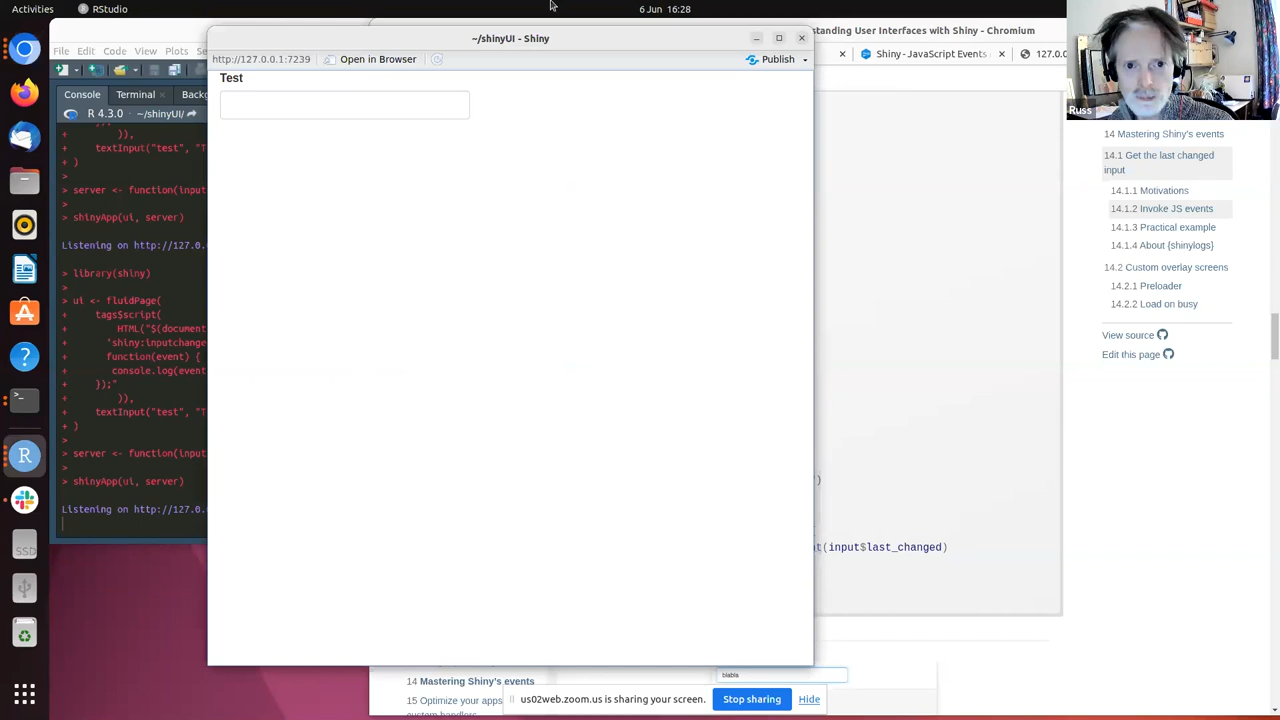 Activities
RStudio
6 Jun 16:28
~/shinyUI - Shiny
standing User Interfaces with Shiny - Chromium
File Edit Code View Plots
http://127.0.0.1:7239
Open in Browser
Publish
Shiny - JavaScript Events
127.0.0
Russ
Test
Console Terminal
R 4.3.0 · ~/shinyUI/
+ )),
+ textInput("test", "T
+ )
>
> server <- function(input
>
> shinyApp(ui, server)
Listening on http://127.0.
> library(shiny)
>
> ui <- fluidPage(
+ tags$script(
+ HTML("$(document
+ 'shiny:inputchange
+ function(event) {
+ console.log(event
+ });"
+ )),
+ textInput("test", "T
+ )
>
> server <- function(input
>
> shinyApp(ui, server)
Listening on http://127.0.
14 Mastering Shiny's events
14.1 Get the last changed
input
14.1.1 Motivations
14.1.2 Invoke JS events
14.1.3 Practical example
14.1.4 About {shinylogs}
14.2 Custom overlay screens
14.2.1 Preloader
14.2.2 Load on busy
View source
Edit this page
)
(input$last_changed)
SSD
blabla
14 Mastering Shiny's events
15 Optimize your apps
custom handlers
us02web.zoom.us is sharing your screen.
Stop sharing
Hide